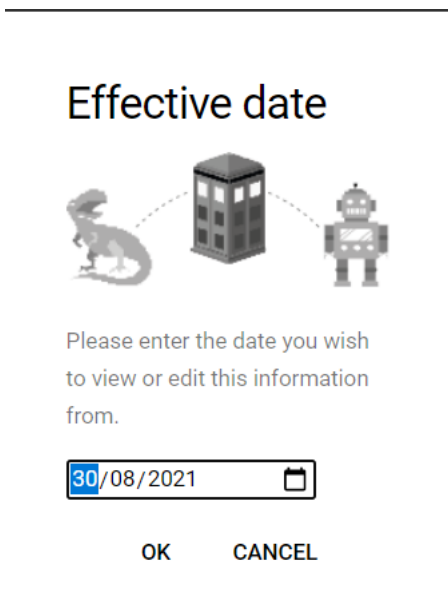 Effective date
Please enter the date you wish
to view or edit this information
from.
30/08/2021
OK CANCEL